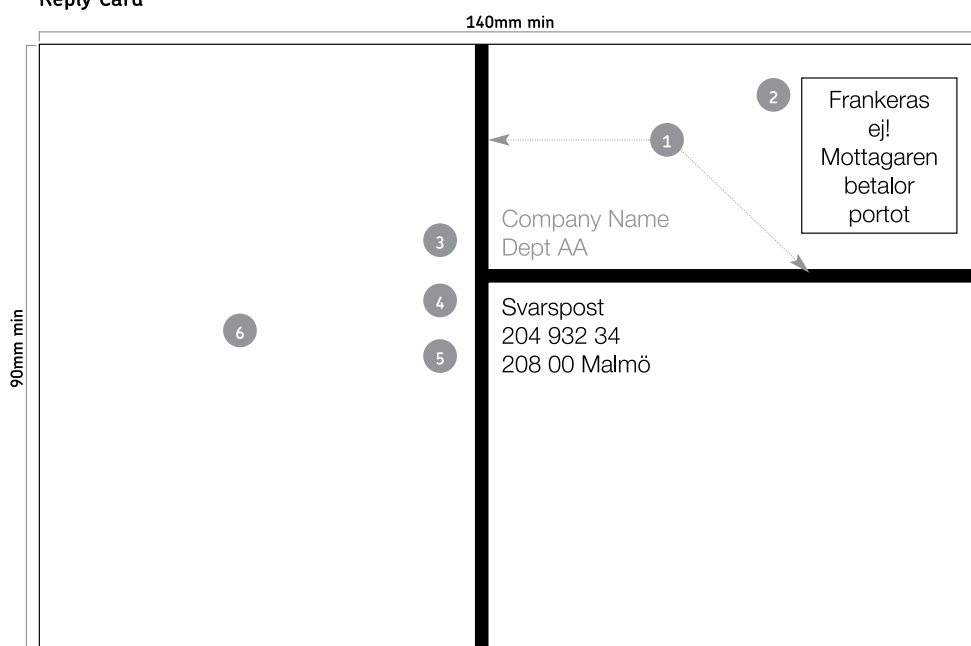 Reply Card
140mm min
90mm min
1
2
Frankeras
ej!
Mottagaren
betalor
portot
Company Name
Dept AA
3
4
5
6
Svarspost
204 932 34
208 00 Malmö